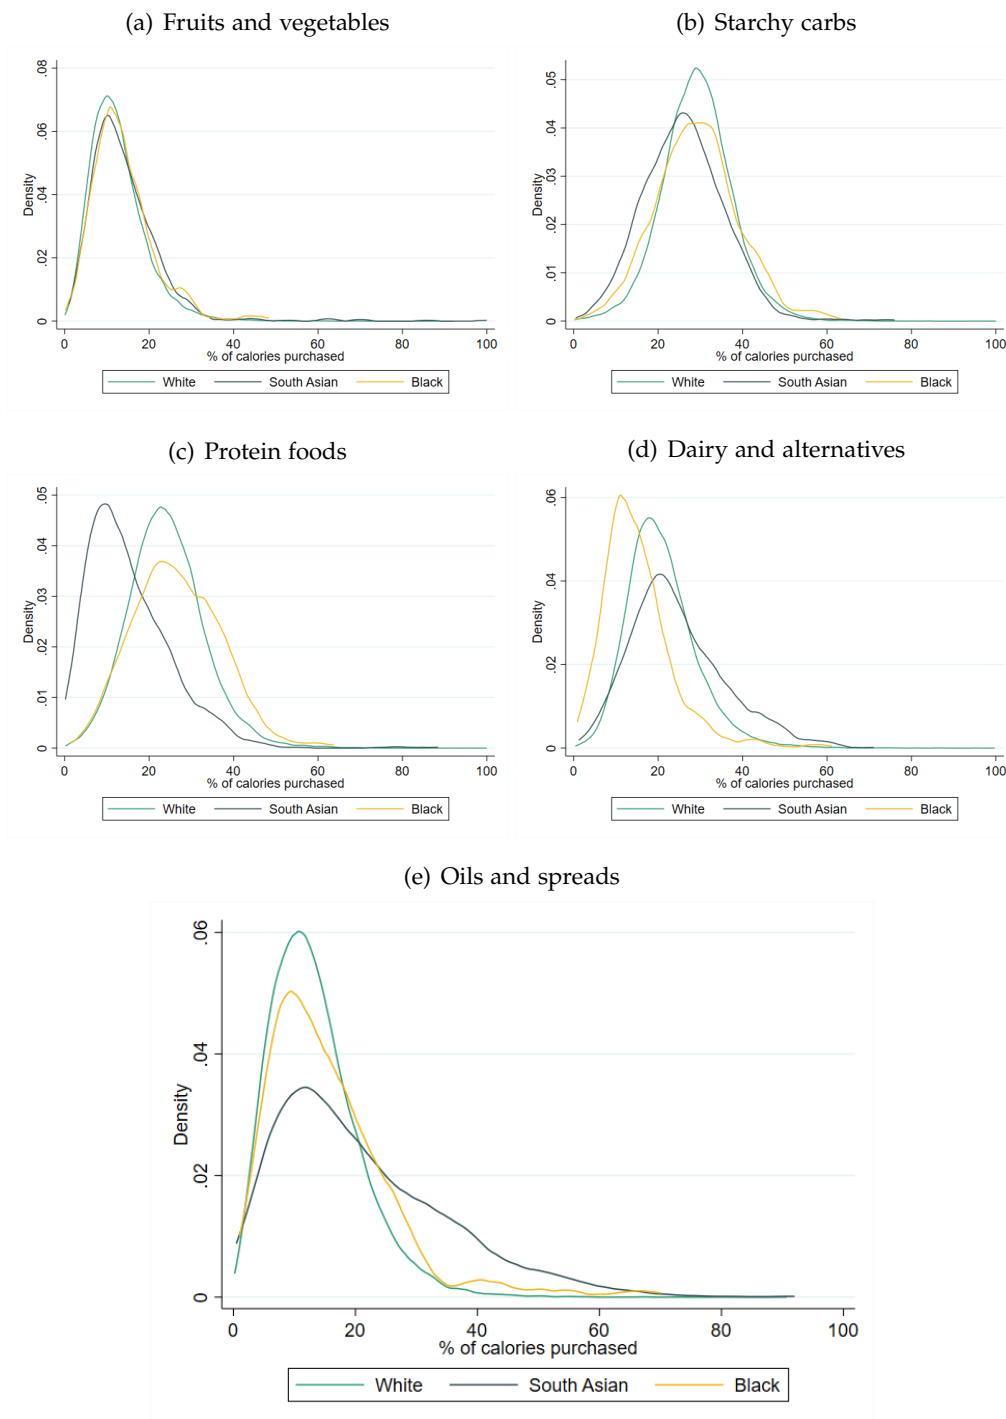 (a) Fruits and vegetables
(b) Starchy carbs
Density
0 .02 .04 .06 .08
0 20 40 60 80 100
% of calories purchased
White South Asian Black
Density
0 .01 .02 .03 .04 .05
0 20 40 60 80 100
% of calories purchased
White South Asian Black
(c) Protein foods
(d) Dairy and alternatives
Density
0 .01 .02 .03 .04 .05
0 20 40 60 80 100
% of calories purchased
White South Asian Black
Density
0 .02 .04 .06
0 20 40 60 80 100
% of calories purchased
White South Asian Black
(e) Oils and spreads
Density
0 .02 .04 .06
0 20 40 60 80 100
% of calories purchased
White South Asian Black